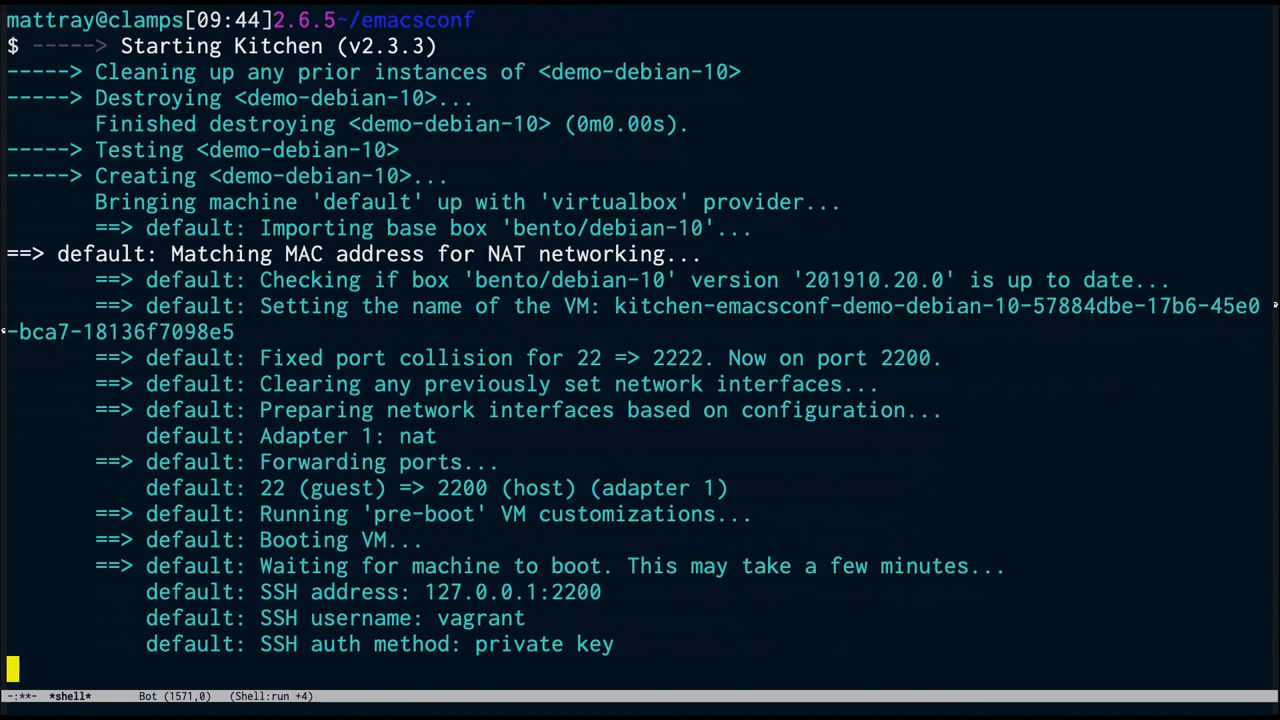 mattray@clamps[09:44]2.6.5~/emacsconf
$ -----> Starting Kitchen (v2.3.3)
-----> Cleaning up any prior instances of <demo-debian-10>
-----> Destroying <demo-debian-10>...
       Finished destroying <demo-debian-10> (0m0.00s).
-----> Testing <demo-debian-10>
-----> Creating <demo-debian-10>...
       Bringing machine 'default' up with 'virtualbox' provider...
       ==> default: Importing base box 'bento/debian-10'...
==> default: Matching MAC address for NAT networking...
       ==> default: Checking if box 'bento/debian-10' version '201910.20.0' is up to date...
       ==> default: Setting the name of the VM: kitchen-emacsconf-demo-debian-10-57884dbe-17b6-45e0
-bca7-18136f7098e5
       ==> default: Fixed port collision for 22 => 2222. Now on port 2200.
       ==> default: Clearing any previously set network interfaces...
       ==> default: Preparing network interfaces based on configuration...
           default: Adapter 1: nat
       ==> default: Forwarding ports...
           default: 22 (guest) => 2200 (host) (adapter 1)
       ==> default: Running 'pre-boot' VM customizations...
       ==> default: Booting VM...
       ==> default: Waiting for machine to boot. This may take a few minutes...
           default: SSH address: 127.0.0.1:2200
           default: SSH username: vagrant
           default: SSH auth method: private key
-:**-  *shell*      Bot (1571,0)   (Shell:run +4)